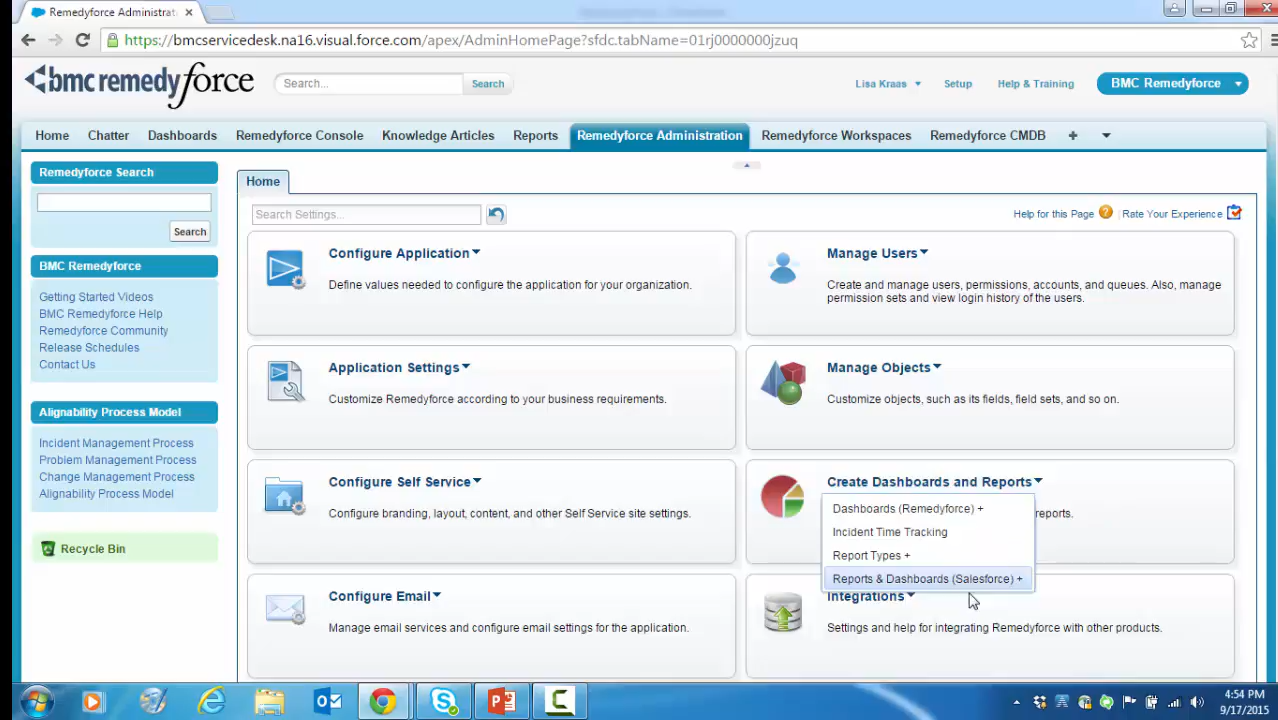 Remedyforce Administrat
https://bmcservicedesk.na16.visual.force.com/apex/AdminHomePage?sfdc.tabName=01rj0000000jzuq
bmc remedyforce
Search...
Search
Lisa Kraas
Setup
Help & Training
BMC Remedyforce
Home
Chatter
Dashboards
Remedyforce Console
Knowledge Articles
Reports
Remedyforce Administration
Remedyforce Workspaces
Remedyforce CMDB
+
Remedyforce Search
Search
BMC Remedyforce
Getting Started Videos
BMC Remedyforce Help
Remedyforce Community
Release Schedules
Contact Us
Alignability Process Model
Incident Management Process
Problem Management Process
Change Management Process
Alignability Process Model
Recycle Bin
Home
Search Settings...
Help for this Page
Rate Your Experience
Configure Application
Define values needed to configure the application for your organization.
Manage Users
Create and manage users, permissions, accounts, and queues. Also, manage
permission sets and view login history of the users.
Application Settings
Customize Remedyforce according to your business requirements.
Manage Objects
Customize objects, such as its fields, field sets, and so on.
Configure Self Service
Configure branding, layout, content, and other Self Service site settings.
Create Dashboards and Reports
reports.
Dashboards (Remedyforce) +
Incident Time Tracking
Report Types +
Reports & Dashboards (Salesforce) +
Configure Email
Manage email services and configure email settings for the application.
Integrations
Settings and help for integrating Remedyforce with other products.
4:54 PM
9/17/2015